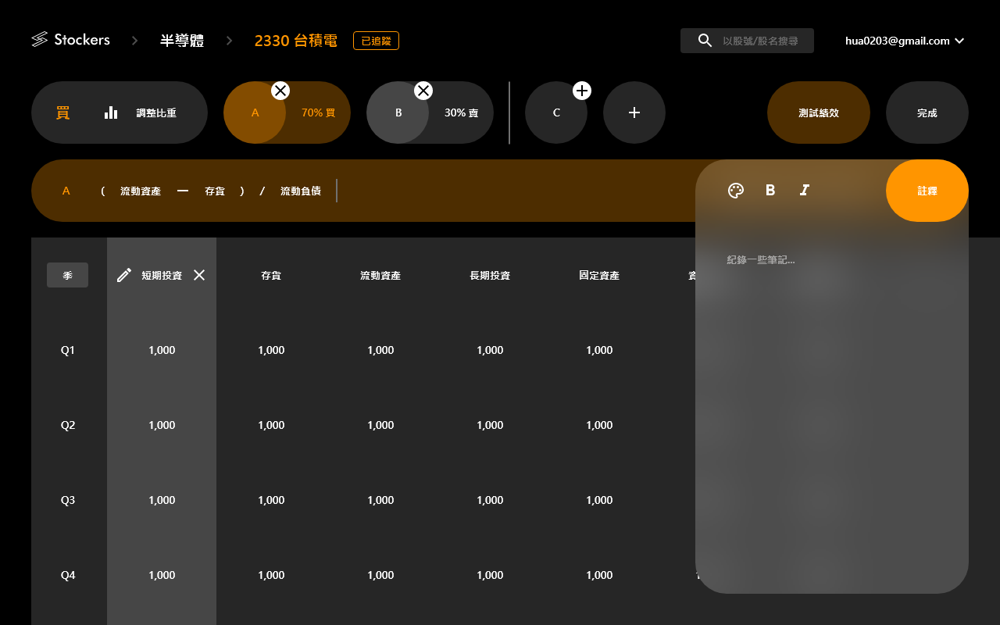 Stockers 半導體 2330 台積電 已追蹤 以股號/股名搜尋 hua0203@gmail.com
買 調整比重 A 70% 買 B 30% 賣 C 測試績效 完成
A ( 流動資產 — 存貨 ) / 流動負債 B I 註釋
紀錄一些筆記...
季 短期投資 存貨 流動資產 長期投資 固定資產
Q1 1,000 1,000 1,000 1,000 1,000
Q2 1,000 1,000 1,000 1,000 1,000
Q3 1,000 1,000 1,000 1,000 1,000
Q4 1,000 1,000 1,000 1,000 1,000